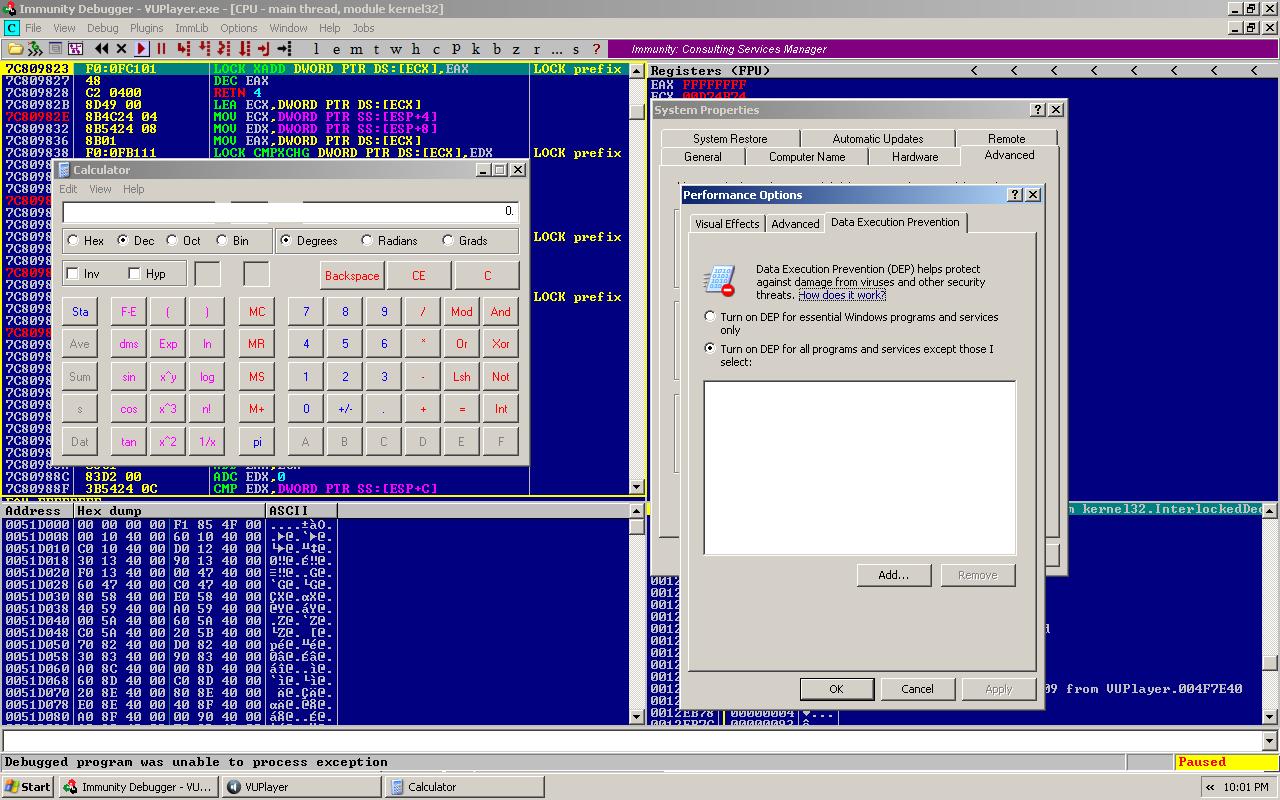 Immunity Debugger - VUPlayer.exe - [CPU - main thread, module kernel32]
C File View Debug Plugins ImmLib Options Window Help Jobs
l e m t w h c p k b z r ... s ? Immunity: Consulting Services Manager
7C809823 F0:0FC101 LOCK XADD DWORD PTR DS:[ECX],EAX LOCK prefix
7C809827 48 DEC EAX
7C809828 C2 0400 RETN 4
7C80982B 8D49 00 LEA ECX,DWORD PTR DS:[ECX]
7C80982E 8B4C24 04 MOV ECX,DWORD PTR SS:[ESP+4]
7C809832 8B5424 08 MOV EDX,DWORD PTR SS:[ESP+8]
7C809836 8B01 MOV EAX,DWORD PTR DS:[ECX]
7C809838 F0:0FB111 LOCK CMPXCHG DWORD PTR DS:[ECX],EDX LOCK prefix
LOCK prefix
LOCK prefix
83D2 00 ADC EDX,0
7C80988C
7C80988F 3B5424 0C CMP EDX,DWORD PTR SS:[ESP+C]
Registers (FPU) < < < < < < < <
EAX FFFFFFFF
Calculator
Edit View Help
0.
Hex Dec Oct Bin Degrees Radians Grads
Inv Hyp Backspace CE C
Sta F-E ( ) MC 7 8 9 / Mod And
Ave dms Exp ln MR 4 5 6 * Or Xor
Sum sin x^y log MS 1 2 3 - Lsh Not
s cos x^3 n! M+ 0 +/- . + = Int
Dat tan x^2 1/x pi A B C D E F
System Properties
System Restore Automatic Updates Remote
General Computer Name Hardware Advanced
Performance Options
Visual Effects Advanced Data Execution Prevention
Data Execution Prevention (DEP) helps protect
against damage from viruses and other security
threats. How does it work?
Turn on DEP for essential Windows programs and services
only
Turn on DEP for all programs and services except those I
select:
Add... Remove
OK Cancel Apply
kernel32.InterlockedDec
09 from VUPlayer.004F7E40
0012EB78 00000004
Address Hex dump ASCII
0051D000 00 00 00 00 F1 85 4F 00
0051D008 00 10 40 00 60 10 40 00
0051D010 C0 10 40 00 D0 12 40 00
0051D018 30 13 40 00 90 13 40 00
0051D020 F0 13 40 00 00 47 40 00
0051D028 60 47 40 00 C0 47 40 00
0051D030 80 58 40 00 E0 58 40 00
0051D038 40 59 40 00 A0 59 40 00
0051D040 00 5A 40 00 60 5A 40 00
0051D048 C0 5A 40 00 20 5B 40 00
0051D050 70 82 40 00 D0 82 40 00
0051D058 30 83 40 00 90 83 40 00
0051D060 A0 8C 40 00 00 8D 40 00
0051D068 60 8D 40 00 C0 8D 40 00
0051D070 20 8E 40 00 80 8E 40 00
0051D078 E0 8E 40 00 40 8F 40 00
0051D080 A0 8F 40 00 00 90 40 00
Debugged program was unable to process exception Paused
Start Immunity Debugger - VU... VUPlayer Calculator « 10:01 PM